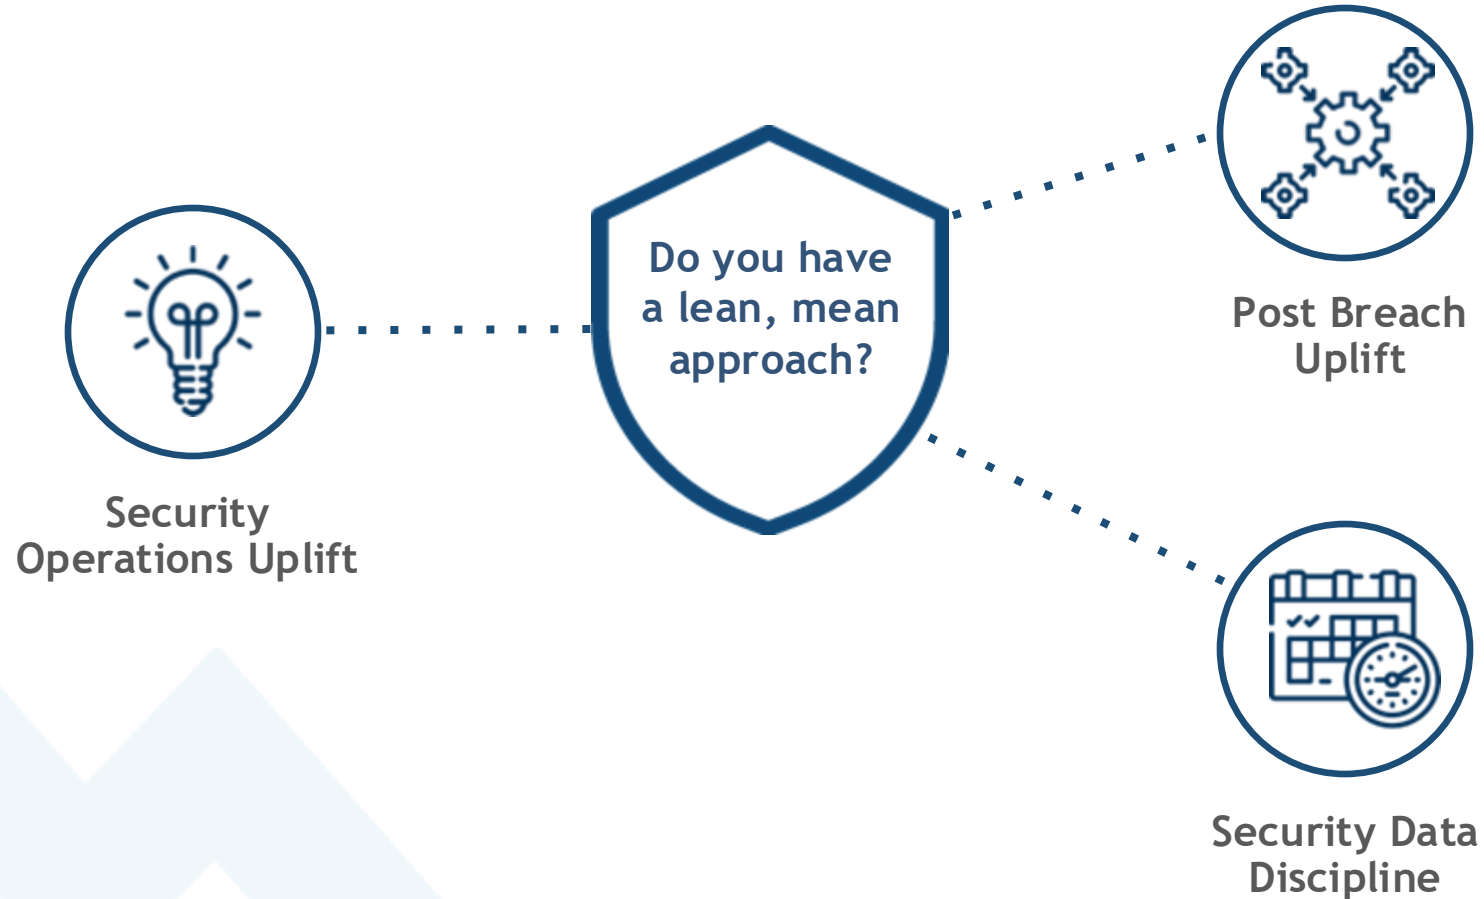 Do you have
a lean, mean
approach?
Security
Operations Uplift
Post Breach
Uplift
Security Data
Discipline